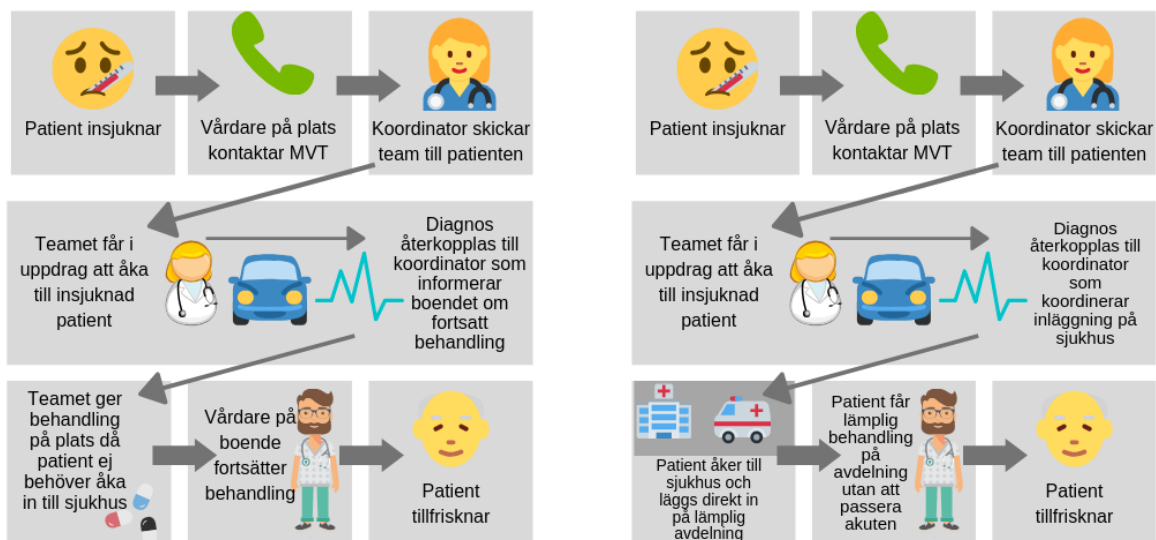 Patient insjuknar
Vårdare på plats
kontaktar MVT
Koordinator skickar
team till patienten
Teamet får i
uppdrag att åka
till insjuknad
patient
Diagnos
återkopplas till
koordinator som
informerar
boendet om
fortsatt
behandling
Teamet ger
behandling
på plats då
patient ej
behöver åka
in till sjukhus
Vårdare på
boende
fortsätter
behandling
Patient
tillfrisknar
Patient insjuknar
Vårdare på plats
kontaktar MVT
Koordinator skickar
team till patienten
Teamet får i
uppdrag att åka
till insjuknad
patient
Diagnos
återkopplas till
koordinator
som
koordinerar
inläggning på
sjukhus
Patient åker till
sjukhus och
läggs direkt in
på lämplig
avdelning
Patient får
lämplig
behandling
på
avdelning
utan att
passera
akuten
Patient
tillfrisknar